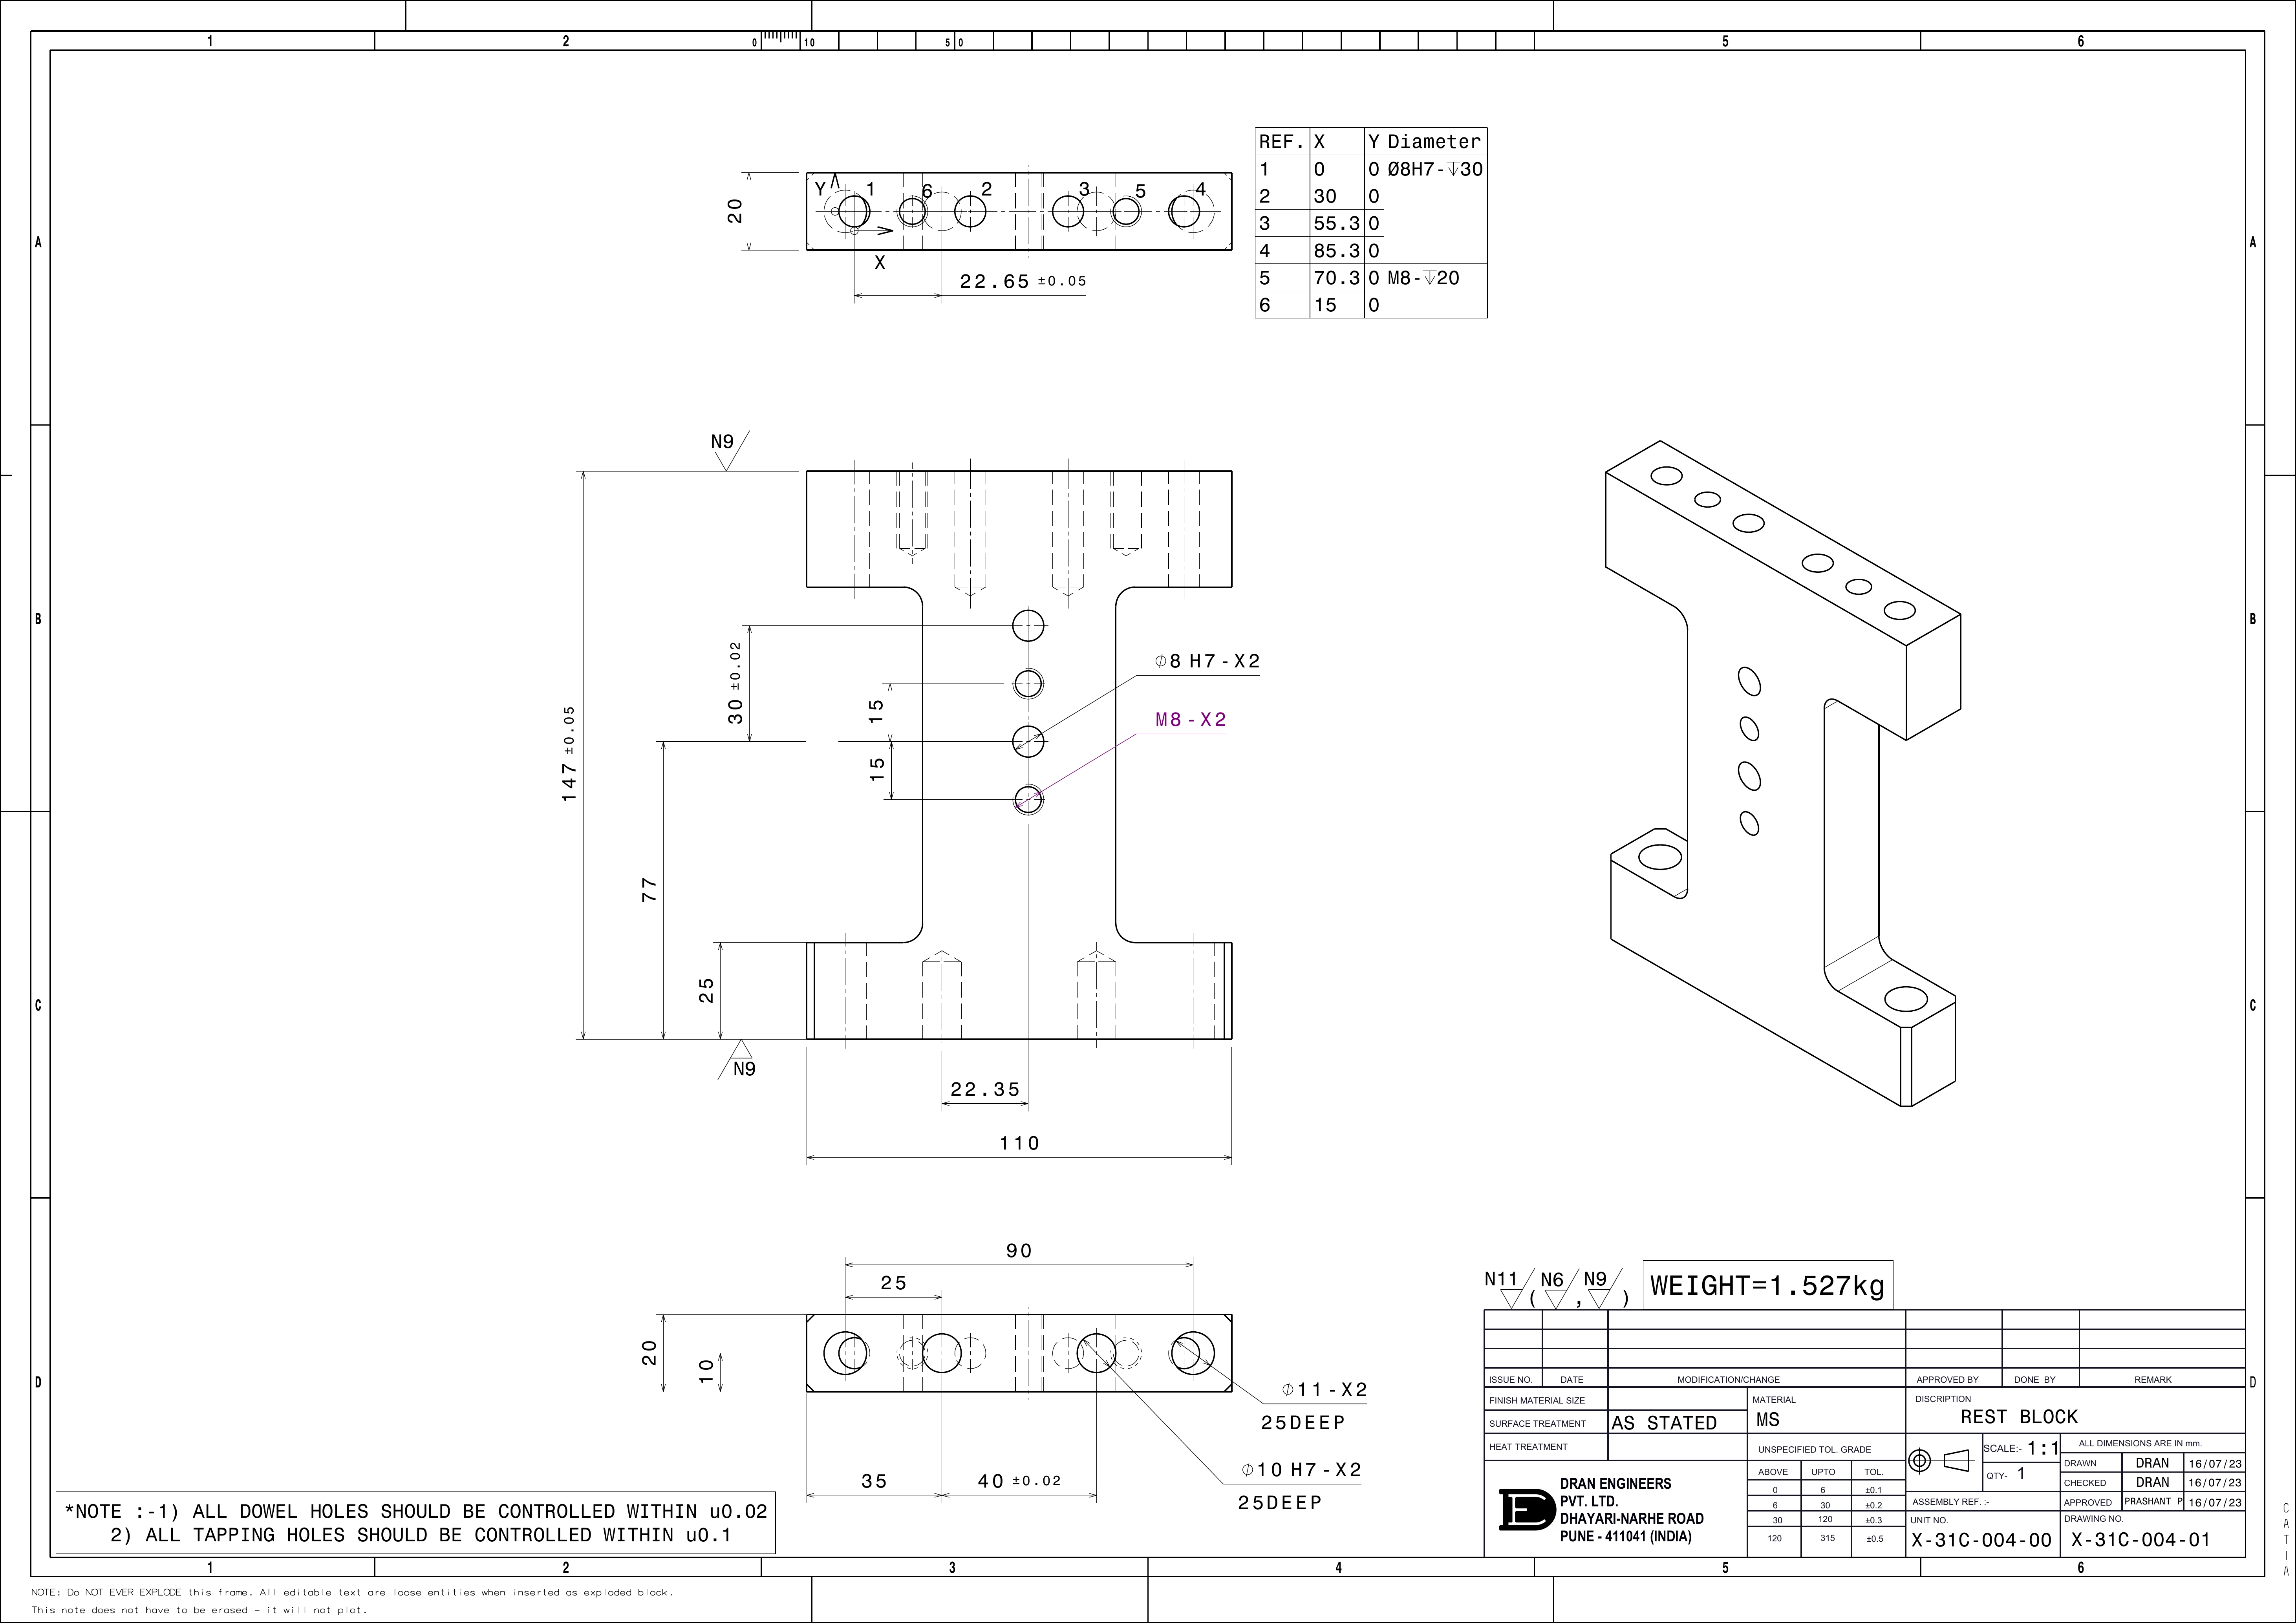 1 2 0 10 50 5 6
REF. X Y Diameter
1 0 0 Ø8H7-↧30
2 30 0
3 55.3 0
4 85.3 0
5 70.3 0 M8-↧20
6 15 0
Y 1 6 2 3 5 4
20
X
22.65 ±0.05
A A
N9
30 ±0.02
147 ±0.05
15
15
Ø8 H7-X2
M8-X2
B B
77
25
N9
C C
22.35
110
90
25
20
10
Ø11-X2
25DEEP
Ø10 H7-X2
25DEEP
35 40 ±0.02
D D
N11 ( N6 , N9 ) WEIGHT=1.527kg
ISSUE NO. DATE MODIFICATION/CHANGE APPROVED BY DONE BY REMARK
FINISH MATERIAL SIZE MATERIAL DISCRIPTION
SURFACE TREATMENT AS STATED MS REST BLOCK
HEAT TREATMENT UNSPECIFIED TOL. GRADE SCALE:- 1:1 ALL DIMENSIONS ARE IN mm.
ABOVE UPTO TOL. QTY- 1 DRAWN DRAN 16/07/23
0 6 ±0.1 CHECKED DRAN 16/07/23
6 30 ±0.2 ASSEMBLY REF. :- APPROVED PRASHANT P 16/07/23
30 120 ±0.3 UNIT NO. DRAWING NO.
120 315 ±0.5 X-31C-004-00 X-31C-004-01
DRAN ENGINEERS
PVT. LTD.
DHAYARI-NARHE ROAD
PUNE - 411041 (INDIA)
*NOTE :-1) ALL DOWEL HOLES SHOULD BE CONTROLLED WITHIN u0.02
2) ALL TAPPING HOLES SHOULD BE CONTROLLED WITHIN u0.1
CATIA
1 2 3 4 5 6
NOTE: Do NOT EVER EXPLODE this frame. All editable text are loose entities when inserted as exploded block.
This note does not have to be erased - it will not plot.